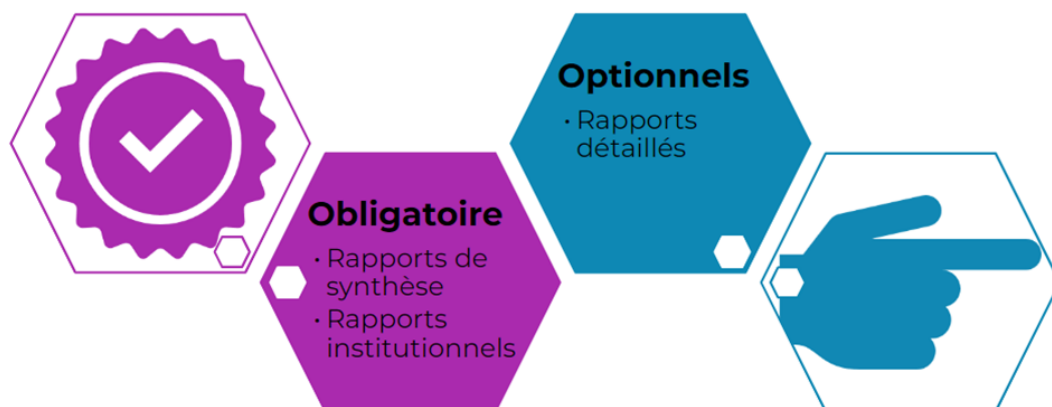 Obligatoire
· Rapports de
synthèse
· Rapports
institutionnels
Optionnels
· Rapports
détaillés